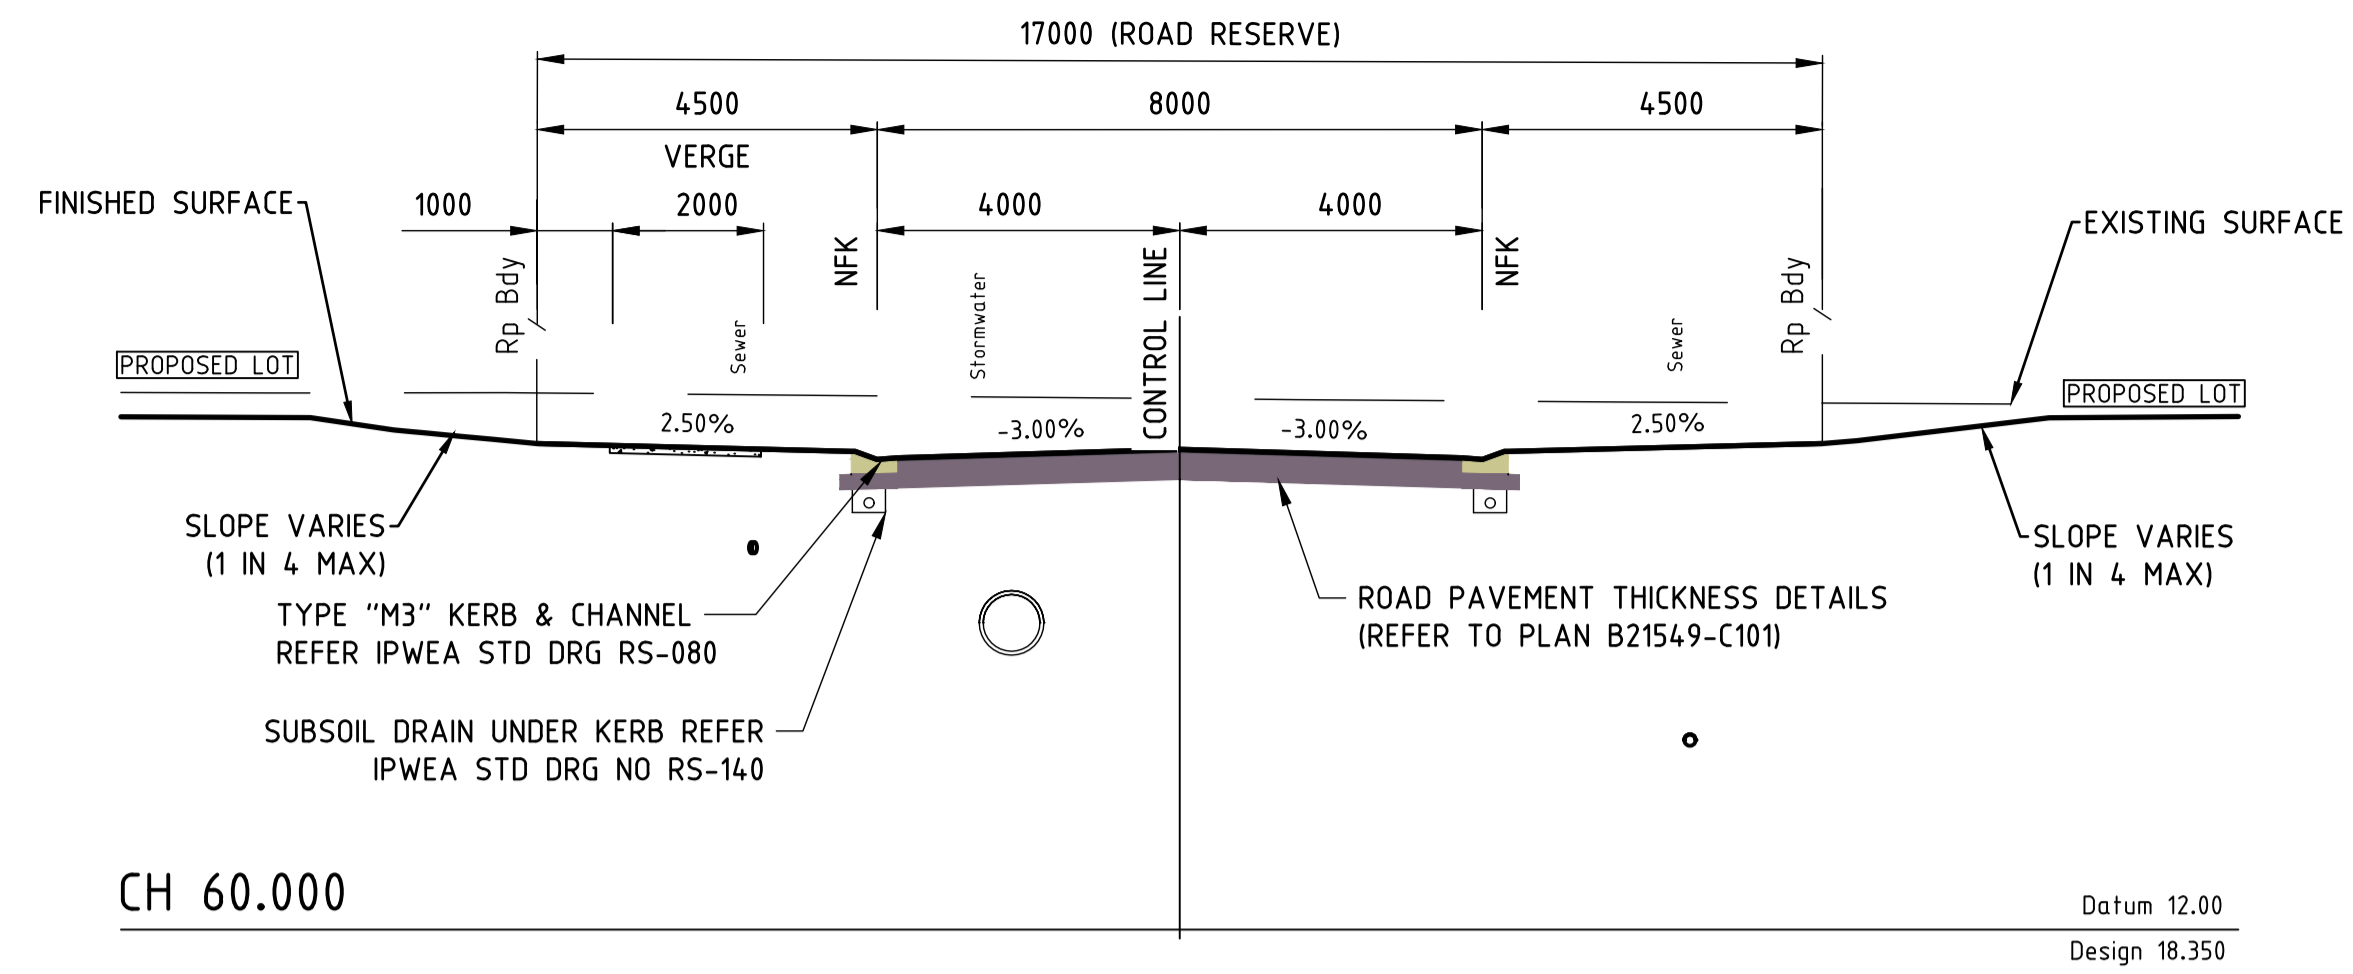 17000 (ROAD RESERVE)
4500
8000
4500
VERGE
FINISHED SURFACE
1000
2000
4000
4000
EXISTING SURFACE
NFK
NFK
Rp Bdy
Rp Bdy
CONTROL LINE
Stormwater
Sewer
Sewer
PROPOSED LOT
PROPOSED LOT
2.50%
-3.00%
-3.00%
2.50%
SLOPE VARIES
(1 IN 4 MAX)
SLOPE VARIES
(1 IN 4 MAX)
TYPE "M3" KERB & CHANNEL
REFER IPWEA STD DRG RS-080
ROAD PAVEMENT THICKNESS DETAILS
(REFER TO PLAN B21549-C101)
SUBSOIL DRAIN UNDER KERB REFER
IPWEA STD DRG NO RS-140
CH 60.000
Datum 12.00
Design 18.350